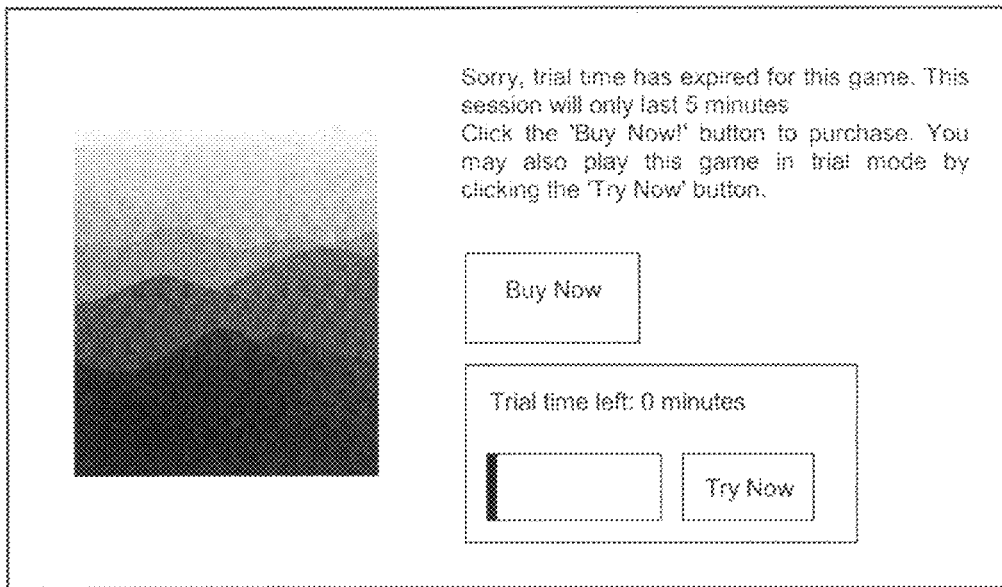 Sorry, trial time has expired for this game. This
session will only last 5 minutes
Click the 'Buy Now!' button to purchase. You
may also play this game in trial mode by
clicking the 'Try Now' button.
Buy Now
Trial time left: 0 minutes
Try Now